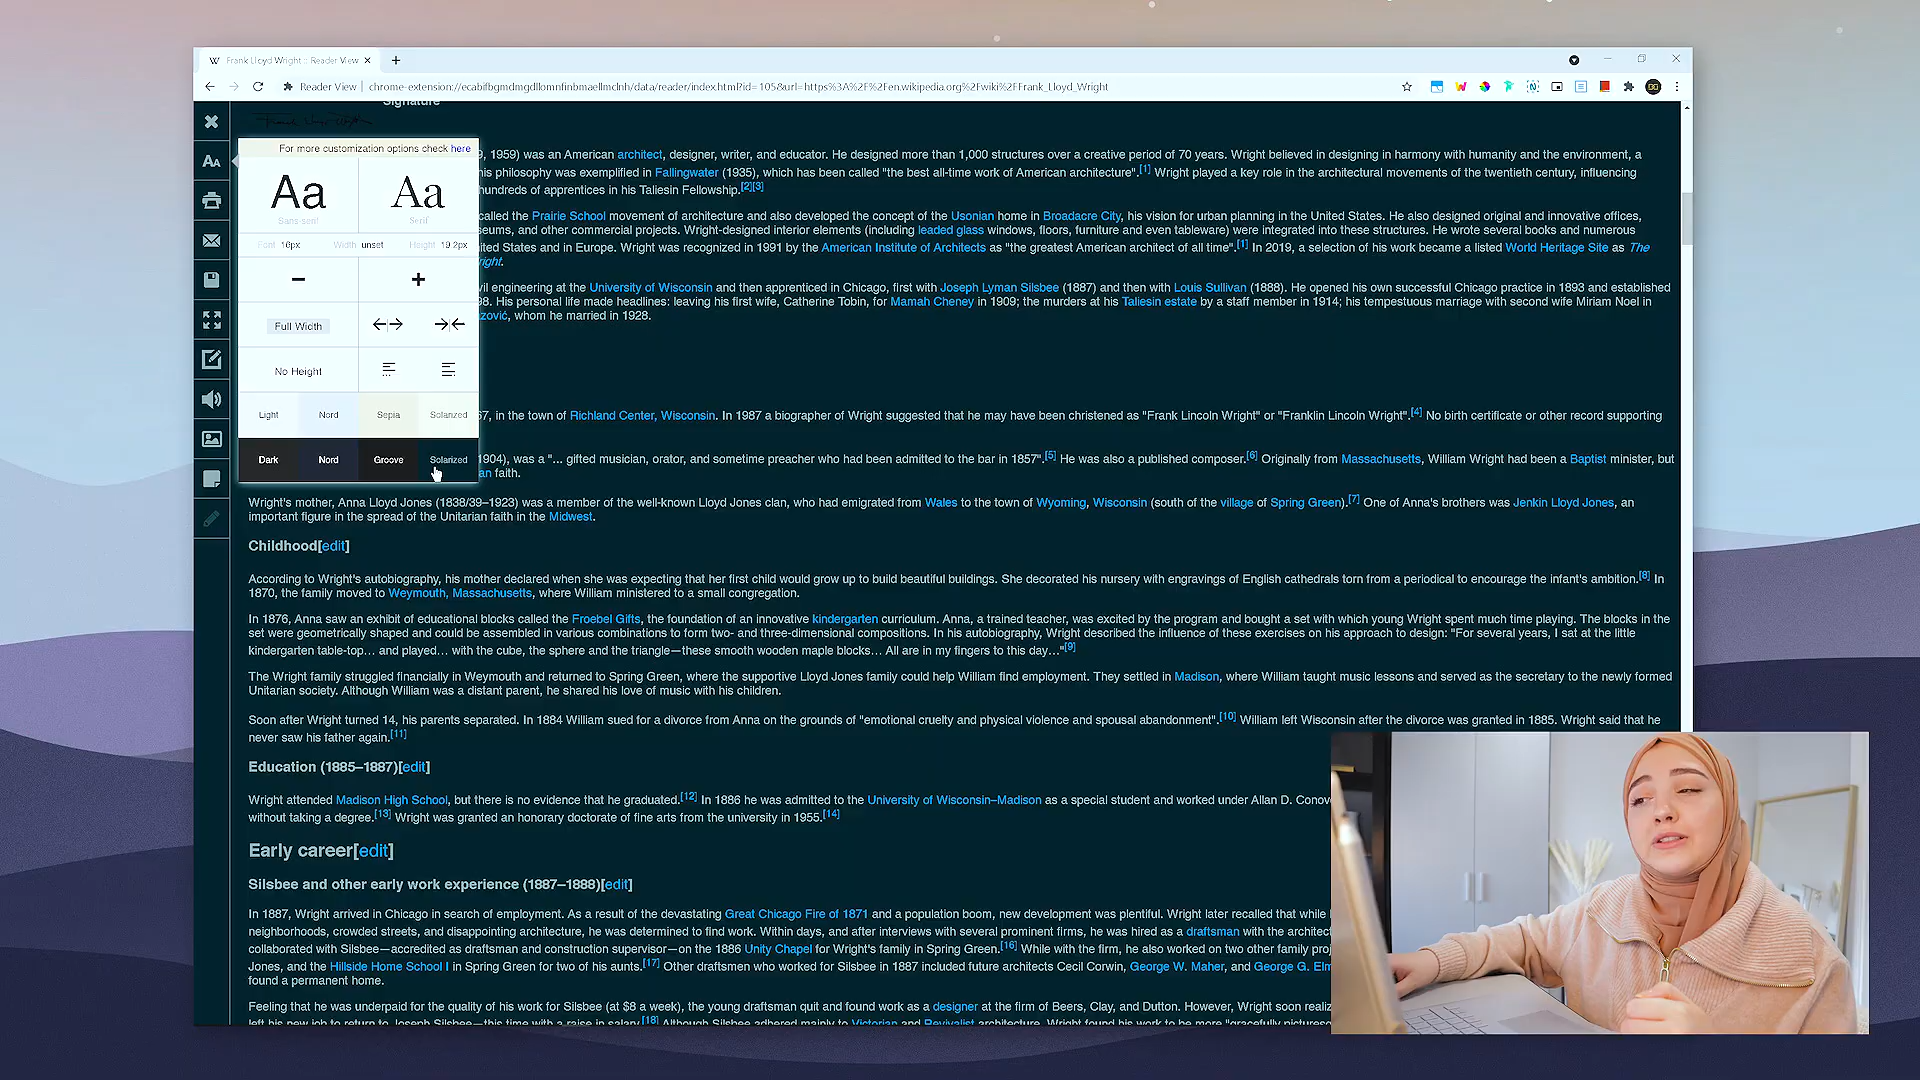 Frank Lloyd Wright :: Reader View
Reader View | chrome-extension://ecabifbgmdmgdllomnfinbmaellmclnh/data/reader/index.html?id=105&url=https%3A%2F%2Fen.wikipedia.org%2Fwiki%2FFrank_Lloyd_Wright
Signature
For more customization options check here
Aa Aa
Sans-serif Serif
Font 16px Width unset Height 19.2px
Full Width
No Height
Light Nord Sepia Solarized
Dark Nord Groove Solarized
9, 1959) was an American architect, designer, writer, and educator. He designed more than 1,000 structures over a creative period of 70 years. Wright believed in designing in harmony with humanity and the environment, a
his philosophy was exemplified in Fallingwater (1935), which has been called "the best all-time work of American architecture".[1] Wright played a key role in the architectural movements of the twentieth century, influencing
hundreds of apprentices in his Taliesin Fellowship.[2][3]
called the Prairie School movement of architecture and also developed the concept of the Usonian home in Broadacre City, his vision for urban planning in the United States. He also designed original and innovative offices,
seums, and other commercial projects. Wright-designed interior elements (including leaded glass windows, floors, furniture and even tableware) were integrated into these structures. He wrote several books and numerous
ited States and in Europe. Wright was recognized in 1991 by the American Institute of Architects as "the greatest American architect of all time".[1] In 2019, a selection of his work became a listed World Heritage Site as The
right.
vil engineering at the University of Wisconsin and then apprenticed in Chicago, first with Joseph Lyman Silsbee (1887) and then with Louis Sullivan (1888). He opened his own successful Chicago practice in 1893 and established
98. His personal life made headlines: leaving his first wife, Catherine Tobin, for Mamah Cheney in 1909; the murders at his Taliesin estate by a staff member in 1914; his tempestuous marriage with second wife Miriam Noel in
zović, whom he married in 1928.
67, in the town of Richland Center, Wisconsin. In 1987 a biographer of Wright suggested that he may have been christened as "Frank Lincoln Wright" or "Franklin Lincoln Wright".[4] No birth certificate or other record supporting
1904), was a "... gifted musician, orator, and sometime preacher who had been admitted to the bar in 1857".[5] He was also a published composer.[6] Originally from Massachusetts, William Wright had been a Baptist minister, but
an faith.
Wright's mother, Anna Lloyd Jones (1838/39–1923) was a member of the well-known Lloyd Jones clan, who had emigrated from Wales to the town of Wyoming, Wisconsin (south of the village of Spring Green).[7] One of Anna's brothers was Jenkin Lloyd Jones, an
important figure in the spread of the Unitarian faith in the Midwest.
Childhood[edit]
According to Wright's autobiography, his mother declared when she was expecting that her first child would grow up to build beautiful buildings. She decorated his nursery with engravings of English cathedrals torn from a periodical to encourage the infant's ambition.[8] In
1870, the family moved to Weymouth, Massachusetts, where William ministered to a small congregation.
In 1876, Anna saw an exhibit of educational blocks called the Froebel Gifts, the foundation of an innovative kindergarten curriculum. Anna, a trained teacher, was excited by the program and bought a set with which young Wright spent much time playing. The blocks in the
set were geometrically shaped and could be assembled in various combinations to form two- and three-dimensional compositions. In his autobiography, Wright described the influence of these exercises on his approach to design: "For several years, I sat at the little
kindergarten table-top... and played... with the cube, the sphere and the triangle—these smooth wooden maple blocks... All are in my fingers to this day..."[9]
The Wright family struggled financially in Weymouth and returned to Spring Green, where the supportive Lloyd Jones family could help William find employment. They settled in Madison, where William taught music lessons and served as the secretary to the newly formed
Unitarian society. Although William was a distant parent, he shared his love of music with his children.
Soon after Wright turned 14, his parents separated. In 1884 William sued for a divorce from Anna on the grounds of "emotional cruelty and physical violence and spousal abandonment".[10] William left Wisconsin after the divorce was granted in 1885. Wright said that he
never saw his father again.[11]
Education (1885–1887)[edit]
Wright attended Madison High School, but there is no evidence that he graduated.[12] In 1886 he was admitted to the University of Wisconsin–Madison as a special student and worked under Allan D. Conov
without taking a degree.[13] Wright was granted an honorary doctorate of fine arts from the university in 1955.[14]
Early career[edit]
Silsbee and other early work experience (1887–1888)[edit]
In 1887, Wright arrived in Chicago in search of employment. As a result of the devastating Great Chicago Fire of 1871 and a population boom, new development was plentiful. Wright later recalled that while
neighborhoods, crowded streets, and disappointing architecture, he was determined to find work. Within days, and after interviews with several prominent firms, he was hired as a draftsman with the architect
collaborated with Silsbee—accredited as draftsman and construction supervisor—on the 1886 Unity Chapel for Wright's family in Spring Green.[16] While with the firm, he also worked on two other family proj
Jones, and the Hillside Home School I in Spring Green for two of his aunts.[17] Other draftsmen who worked for Silsbee in 1887 included future architects Cecil Corwin, George W. Maher, and George G. Elm
found a permanent home.
Feeling that he was underpaid for the quality of his work for Silsbee (at $8 a week), the young draftsman quit and found work as a designer at the firm of Beers, Clay, and Dutton. However, Wright soon realiz
left his new job to return to Joseph Silsbee—this time with a raise in salary.[18] Although Silsbee adhered mainly to Victorian and Revivalist architecture, Wright found his work to be more "gracefully pictures